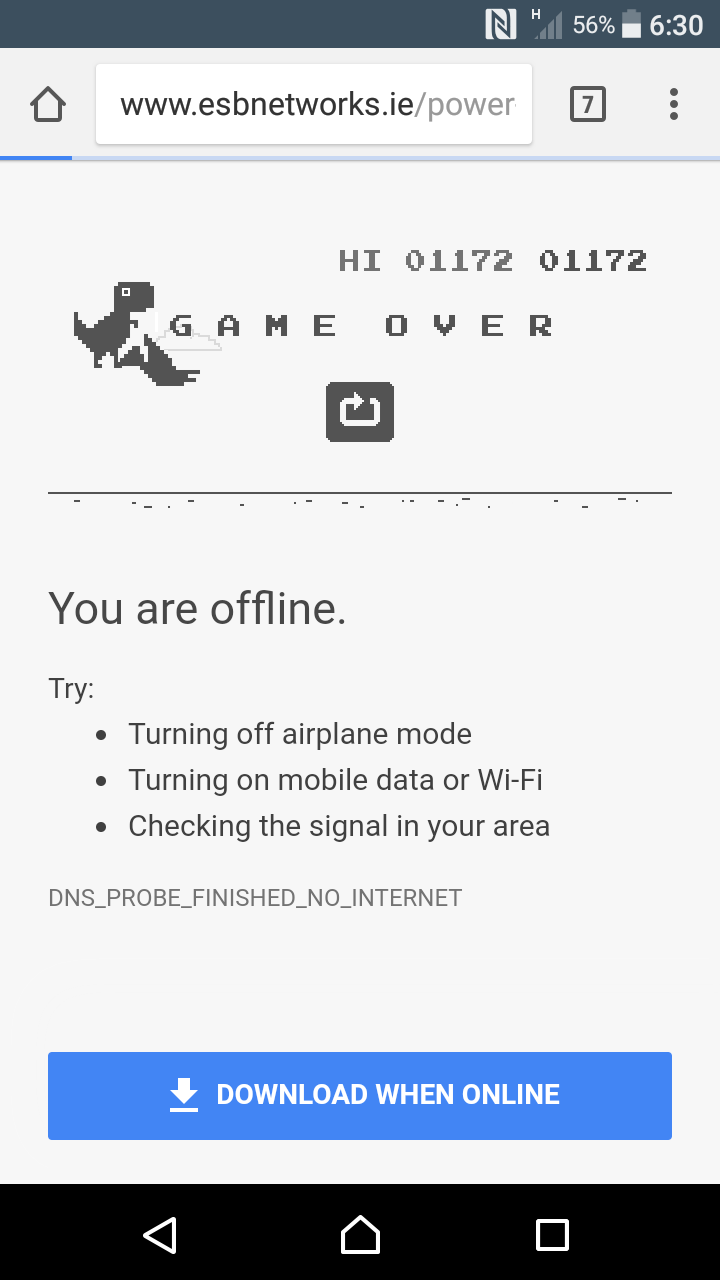 H 56% 6:30
www.esbnetworks.ie/power
7
HI 01172 01172
GAME OVER
You are offline.
Try:
• Turning off airplane mode
• Turning on mobile data or Wi-Fi
• Checking the signal in your area
DNS_PROBE_FINISHED_NO_INTERNET
DOWNLOAD WHEN ONLINE